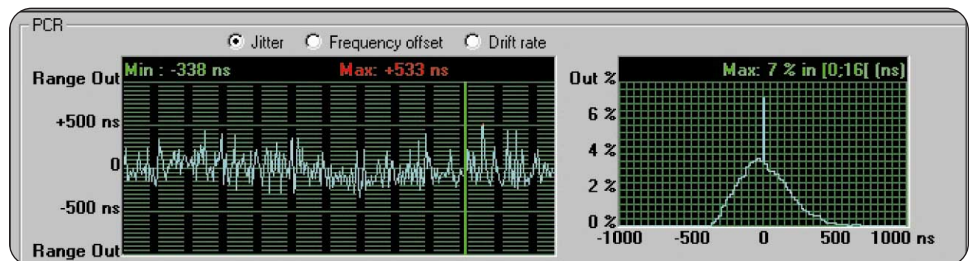 PCR
Jitter Frequency offset Drift rate
Range Out
Min : -338 ns Max: +533 ns
+500 ns
0
-500 ns
Range Out
Out %
Max: 7 % in [0;16[ (ns)
6 %
4 %
2 %
0 %
-1000 -500 0 500 1000 ns